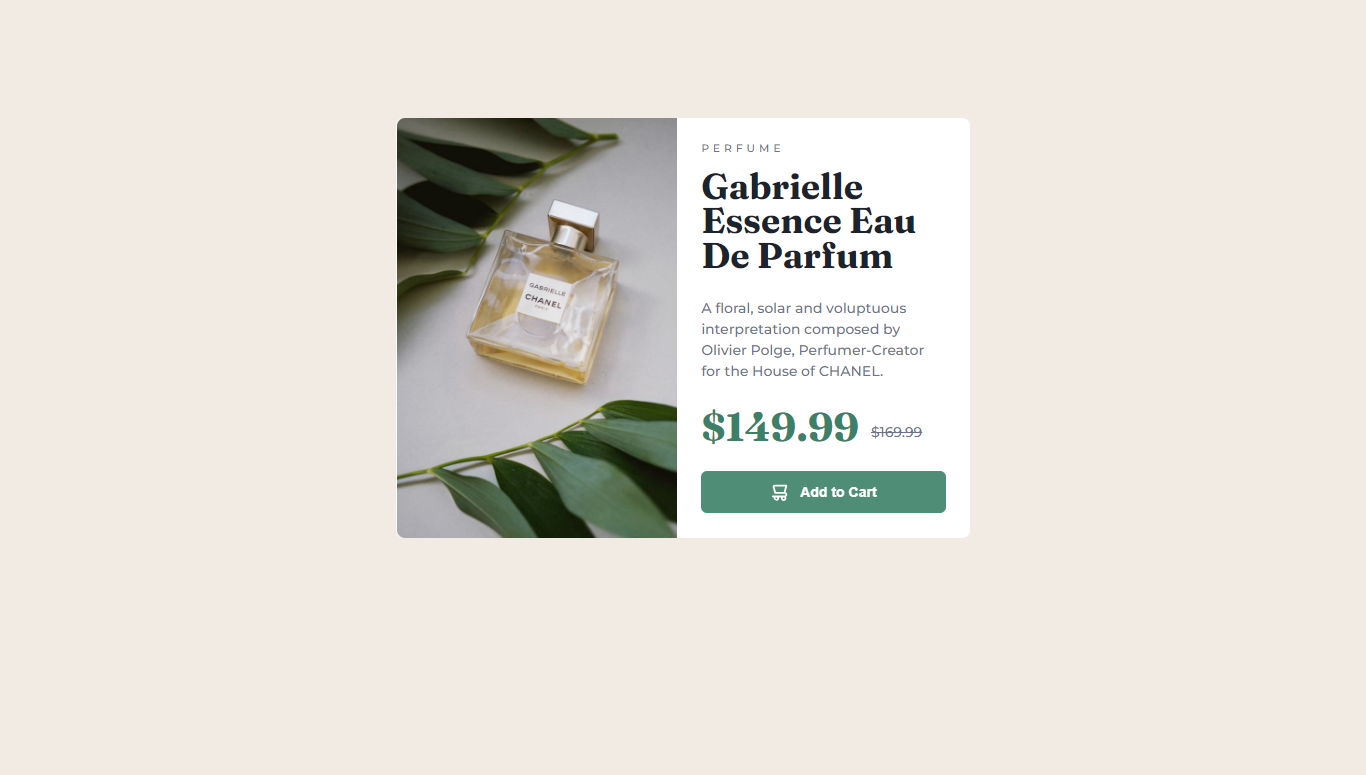 GABRIELLE
CHANEL
PARIS
PERFUME
Gabrielle
Essence Eau
De Parfum
A floral, solar and voluptuous
interpretation composed by
Olivier Polge, Perfumer-Creator
for the House of CHANEL.
$149.99 $169.99
Add to Cart